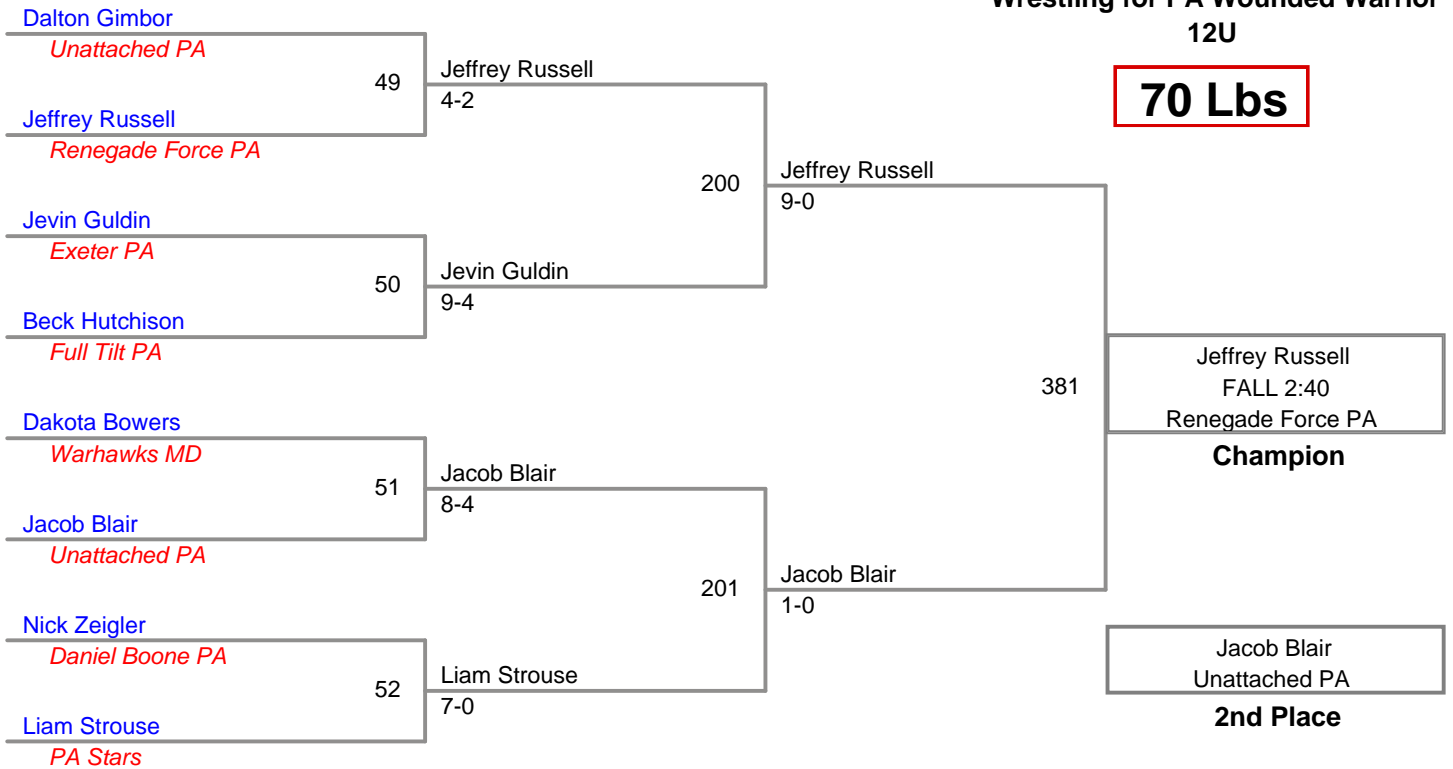 Wrestling for PA Wounded Warrior
12U
70 Lbs
Dalton Gimbor
Unattached PA
49
Jeffrey Russell
4-2
Jeffrey Russell
Renegade Force PA
200
Jeffrey Russell
9-0
Jevin Guldin
Exeter PA
50
Jevin Guldin
9-4
Beck Hutchison
Full Tilt PA
381
Jeffrey Russell
FALL 2:40
Renegade Force PA
Champion
Dakota Bowers
Warhawks MD
51
Jacob Blair
8-4
Jacob Blair
Unattached PA
201
Jacob Blair
1-0
Nick Zeigler
Daniel Boone PA
52
Liam Strouse
7-0
Liam Strouse
PA Stars
Jacob Blair
Unattached PA
2nd Place